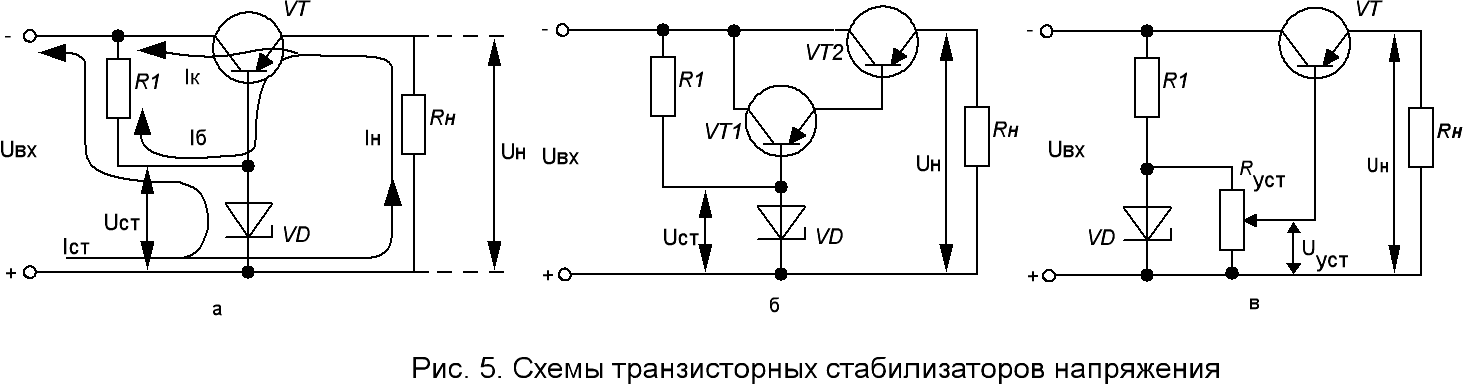 - VT
R1 Iк
Iб Iн Rн
Uвх Uн
Uст
Iст VD
+
а
- VT2
R1
VT1 Rн
Uвх Uн
Uст VD
+
б
- VT
R1
Rн
Uвх Uн
Rуст
VD
Uуст
+
в
Рис. 5. Схемы транзисторных стабилизаторов напряжения